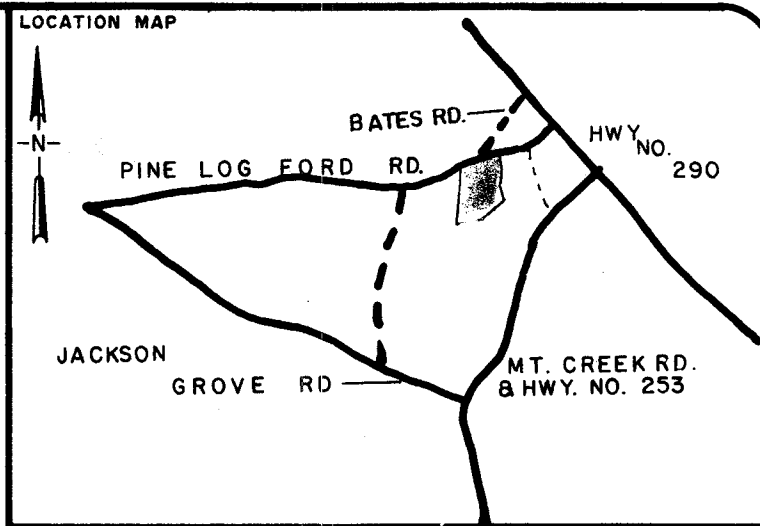 LOCATION MAP
-N-
BATES RD.
HWY
NO.
290
PINE LOG FORD RD.
JACKSON
GROVE RD
MT. CREEK RD.
& HWY. NO. 253